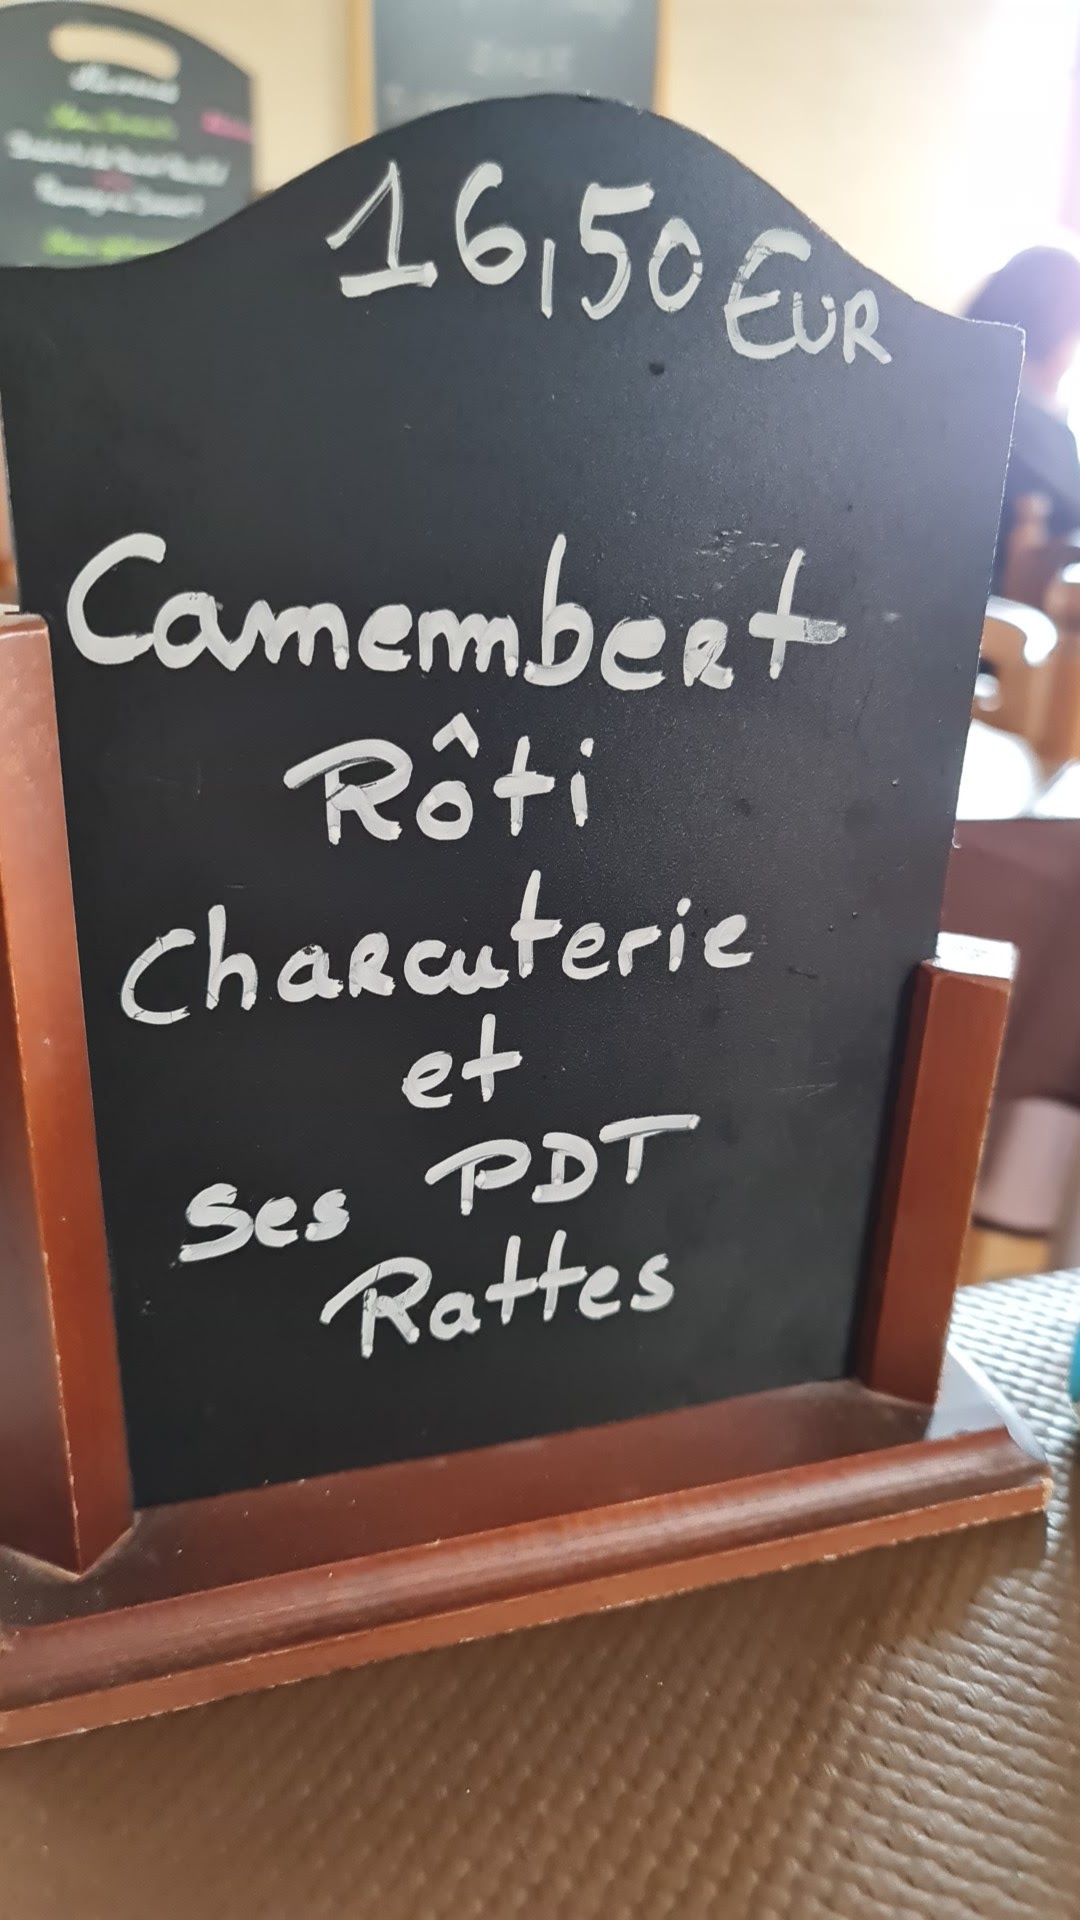 16,50 EUR
Camembert
Rôti
Charcuterie
et
Ses PDT
Rattes